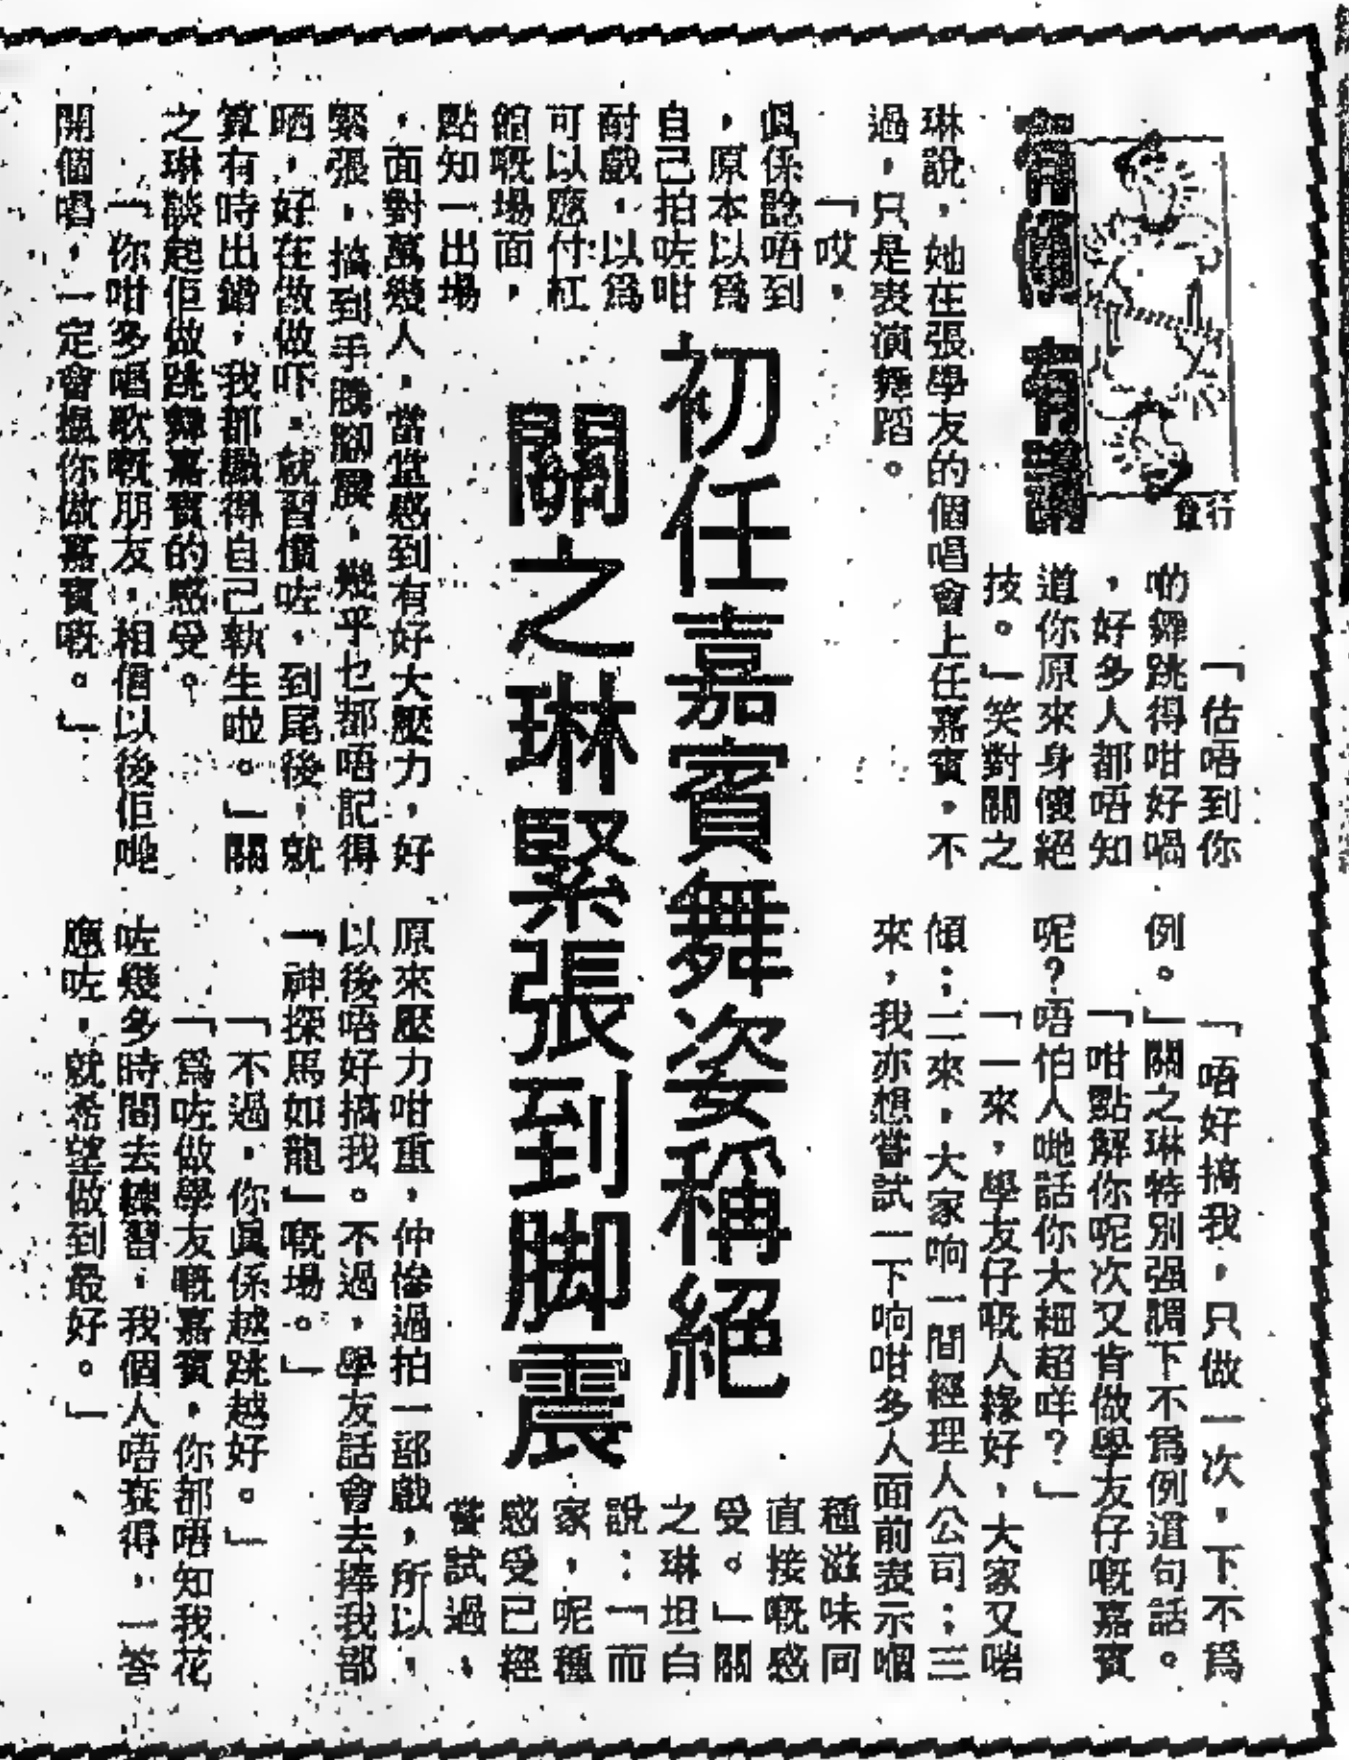 有傾 有講
初任嘉賓舞姿稱絕
關之琳緊張到脚震
「估唔到你
啲舞跳得咁好喎
,好多人都唔知
道你原來身懷絕
技。」笑對關之
琳說,她在張學友的個唱會上任嘉賓,不
過,只是表演舞蹈。
「哎,
眞係諗唔到
,原本以爲
自己拍咗咁
耐戲,以爲
可以應付紅
館嘅場面,
點知一出場
,面對萬幾人,當堂感到有好大壓力,好
緊張,搞到手騰腳震,幾乎乜都唔記得
晒,好在做做吓,就習慣咗,到尾後,就
算有時出錯,我都識得自己執生啦。」關
之琳談起佢做跳舞嘉賓的感受。
「你咁多唱歌嘅朋友,相信以後佢哋
開個唱,一定會搵你做嘉賓嘅。」
「唔好搞我,只做一次,下不爲
例。」關之琳特別强調下不爲例這句話。
「咁點解你呢次又肯做學友仔嘅嘉賓
呢?唔怕人哋話你大細超咩?」
「一來,學友仔嘅人緣好,大家又啱
傾;二來,大家响一間經理人公司;三
來,我亦想嘗試一下响咁多人面前表示嗰
種滋味同
直接嘅感
受。」關
之琳坦白
說:「而
家,呢種
感受已經
嘗試過,
原來壓力咁重,仲慘過拍一部戲,所以,
以後唔好搞我。不過,學友話會去捧我部
「神探馬如龍」嘅場。」
「不過,你眞係越跳越好。」
「爲咗做學友嘅嘉賓,你都唔知我花
咗幾多時間去練習,我個人唔衰得,一答
應咗,就希望做到最好。」